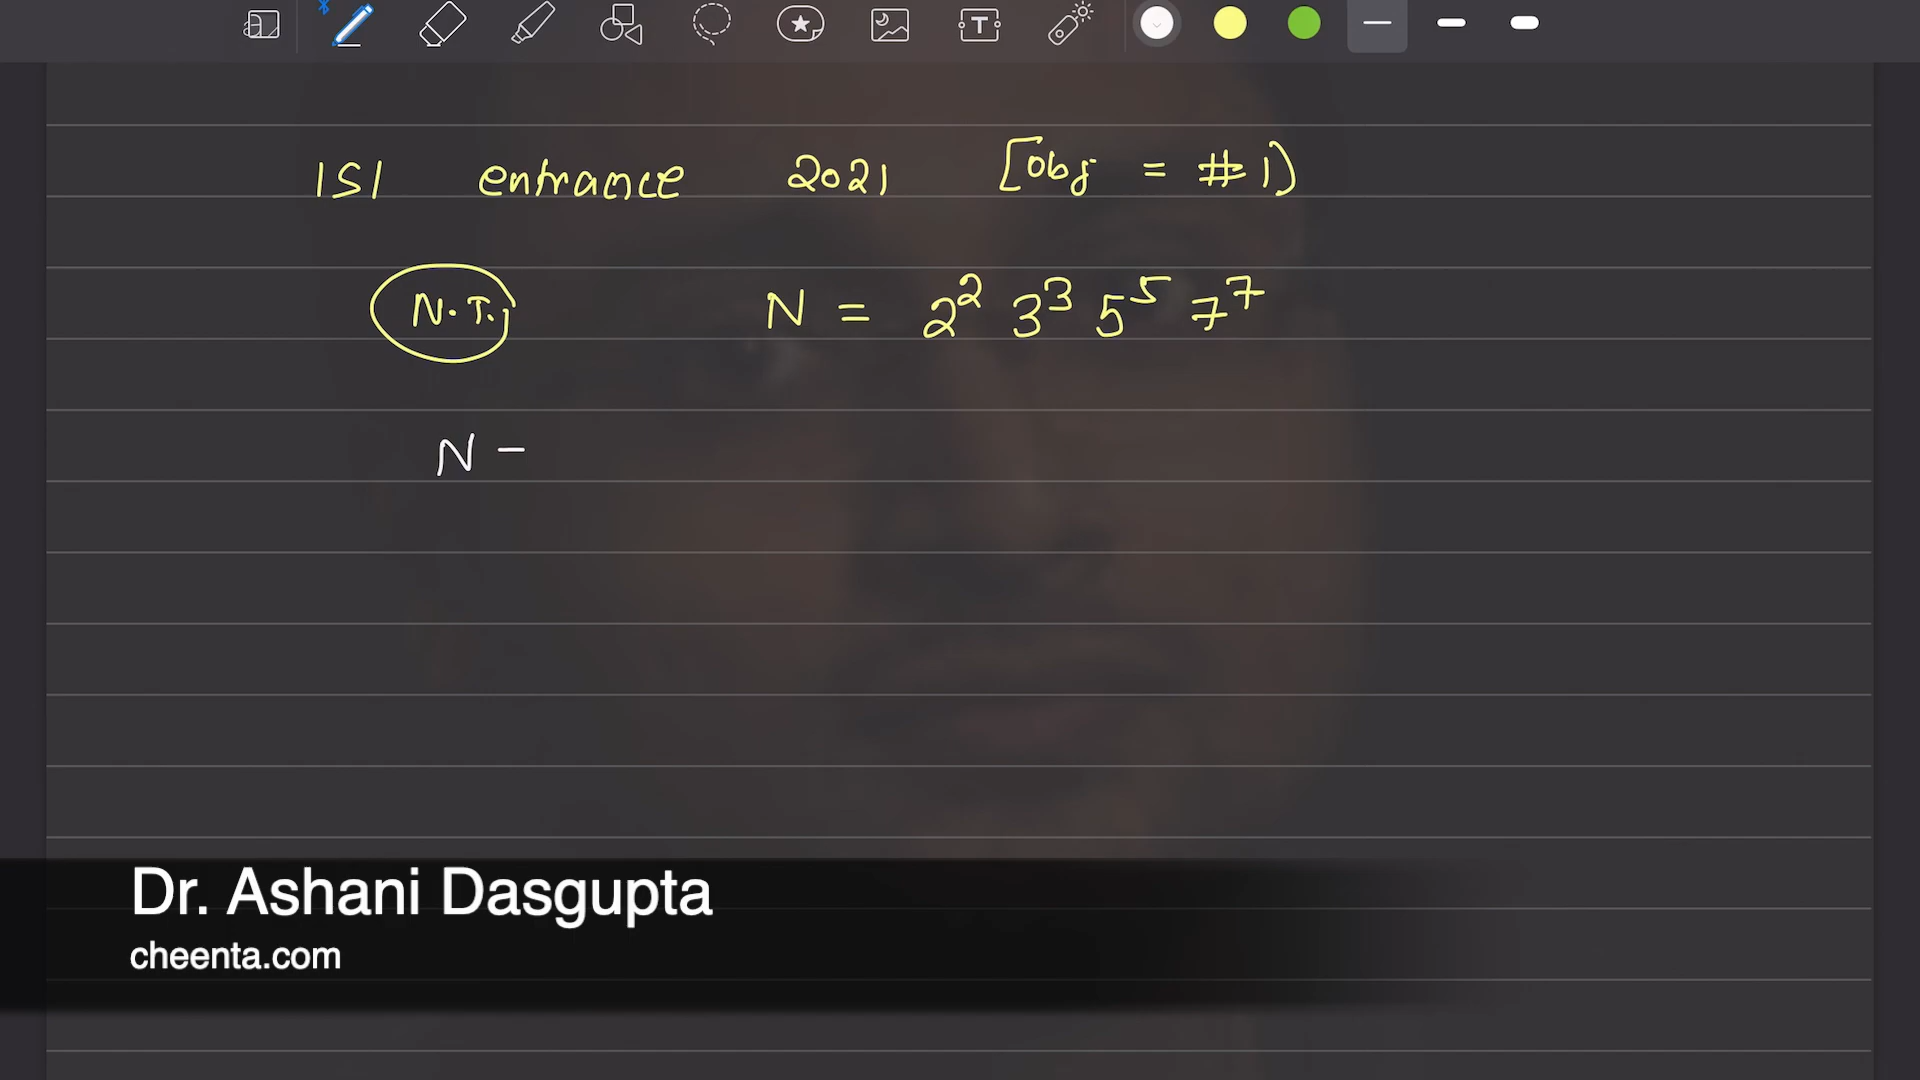 ISI entrance 2021 [obj = #1)
N.T. N = 2² 3³ 5⁵ 7⁷
N –
Dr. Ashani Dasgupta
cheenta.com